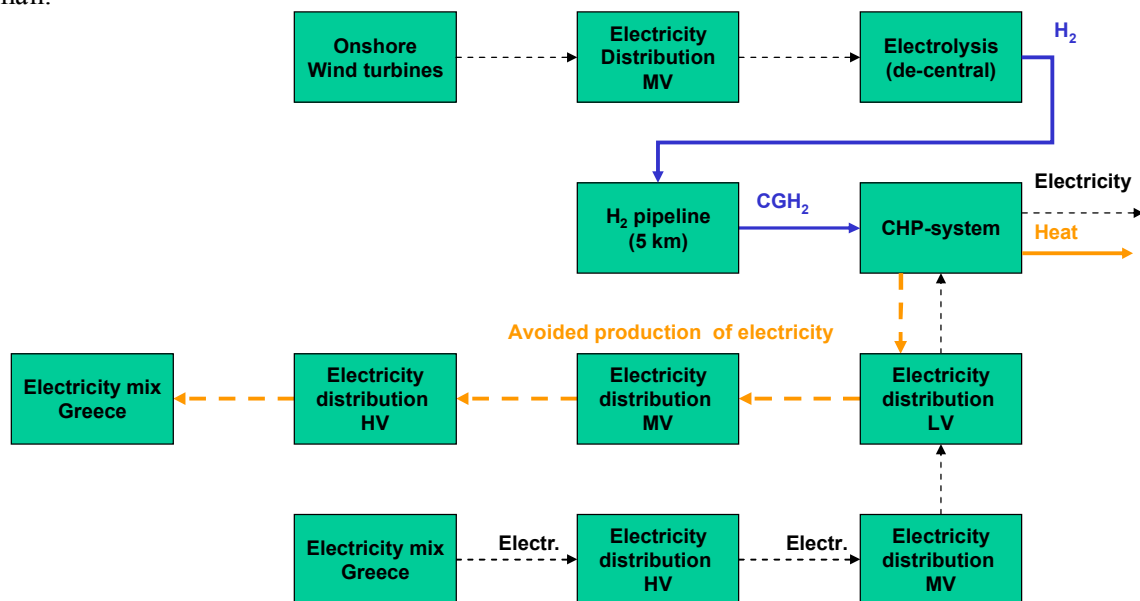 Onshore
Wind turbines
Electricity
Distribution
MV
Electrolysis
(de-central)
H₂
H₂ pipeline
(5 km)
CGH₂
CHP-system
Electricity
Heat
Avoided production of electricity
Electricity mix
Greece
Electricity
distribution
HV
Electricity
distribution
MV
Electricity
distribution
LV
Electricity mix
Greece
Electr.
Electricity
distribution
HV
Electr.
Electricity
distribution
MV